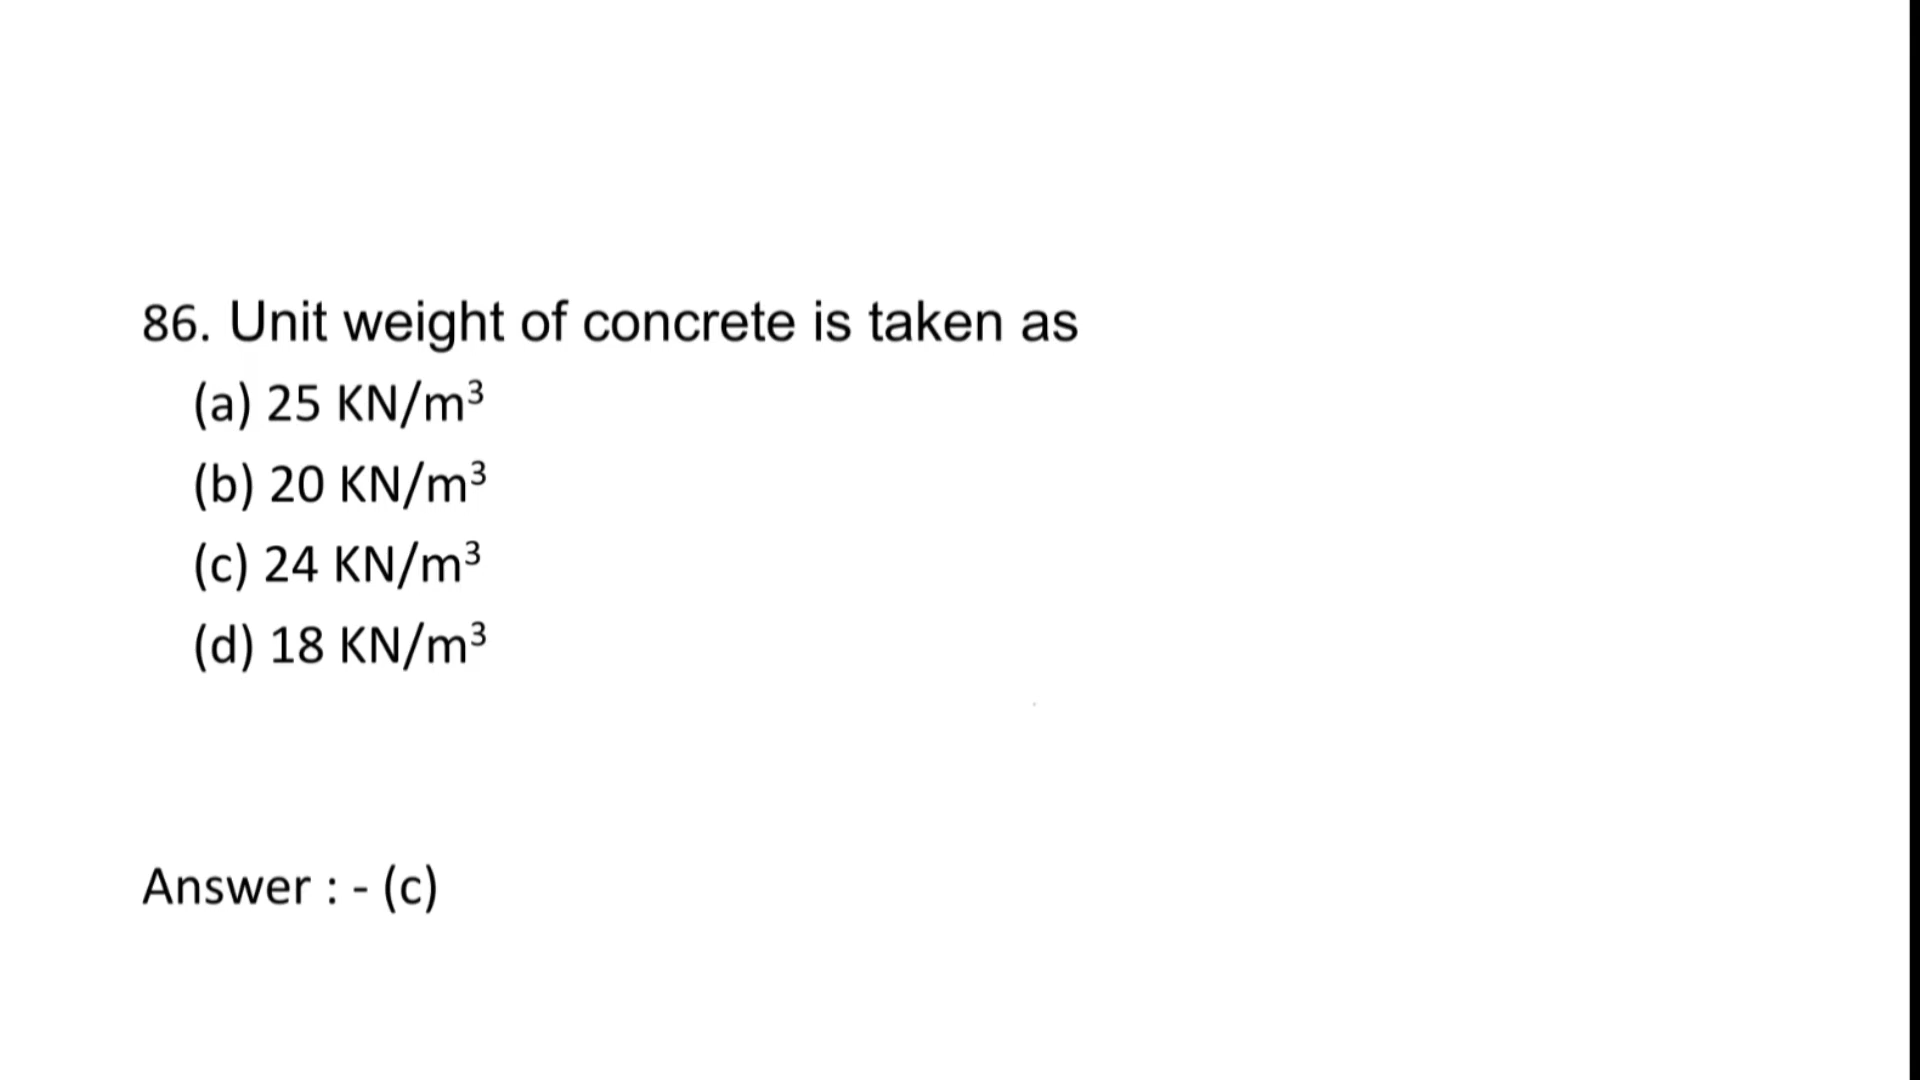 86. Unit weight of concrete is taken as
(a) 25 KN/m³
(b) 20 KN/m³
(c) 24 KN/m³
(d) 18 KN/m³
Answer : - (c)